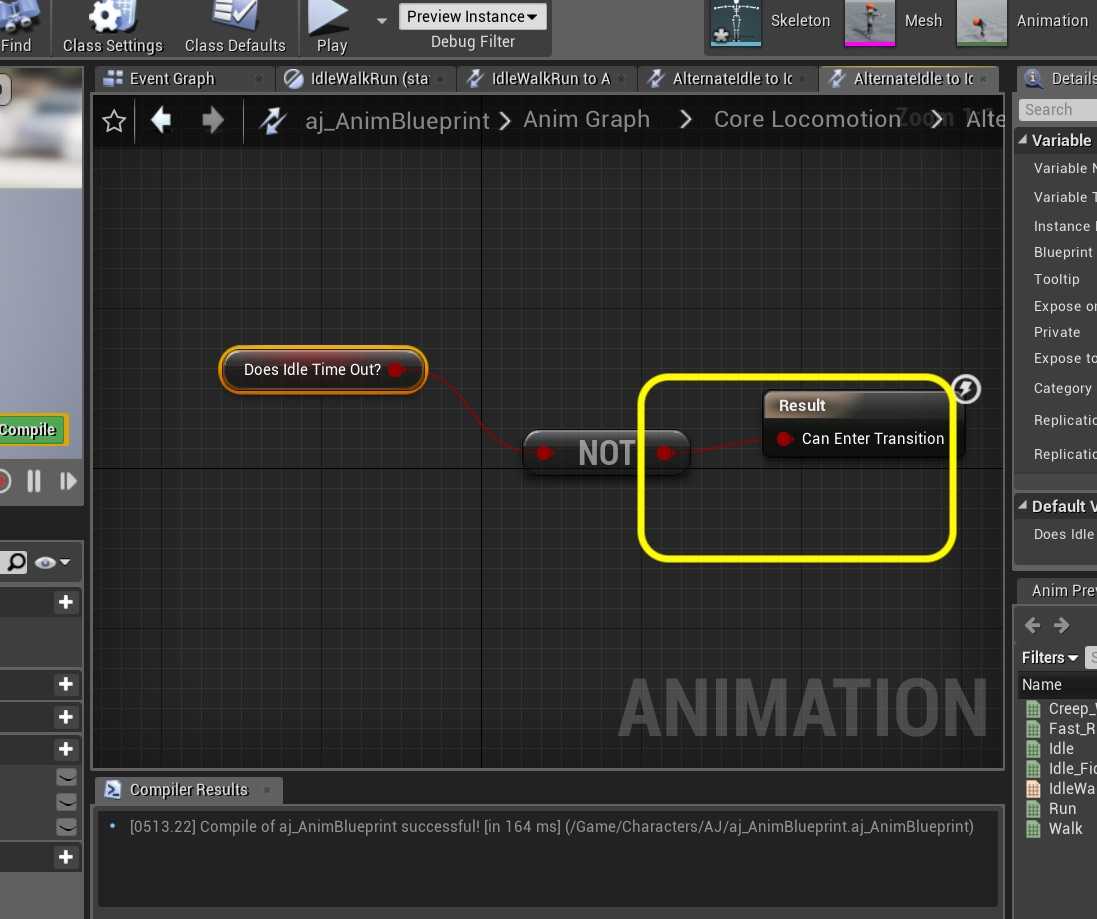 Find
Class Settings
Class Defaults
Play
Preview Instance
Debug Filter
Skeleton
Mesh
Animation
Event Graph
IdleWalkRun (sta
IdleWalkRun to A
AlternateIdle to Ic
AlternateIdle to Ic
Details
Search
aj_AnimBlueprint
Anim Graph
Core Locomotion
Zoom 1:1
Alte
Variable
Variable N
Variable T
Instance
Blueprint
Tooltip
Expose
Private
Expose to
Category
Replicatio
Replicatio
Default V
Does Idle
Does Idle Time Out?
NOT
Result
Can Enter Transition
Compile
ANIMATION
Anim Pre
Filters
S
Name
Creep_
Fast_R
Idle
Idle_Fi
IdleWa
Run
Walk
Compiler Results
[0513.22] Compile of aj_AnimBlueprint successful! [in 164 ms] (/Game/Characters/AJ/aj_AnimBlueprint.aj_AnimBlueprint)